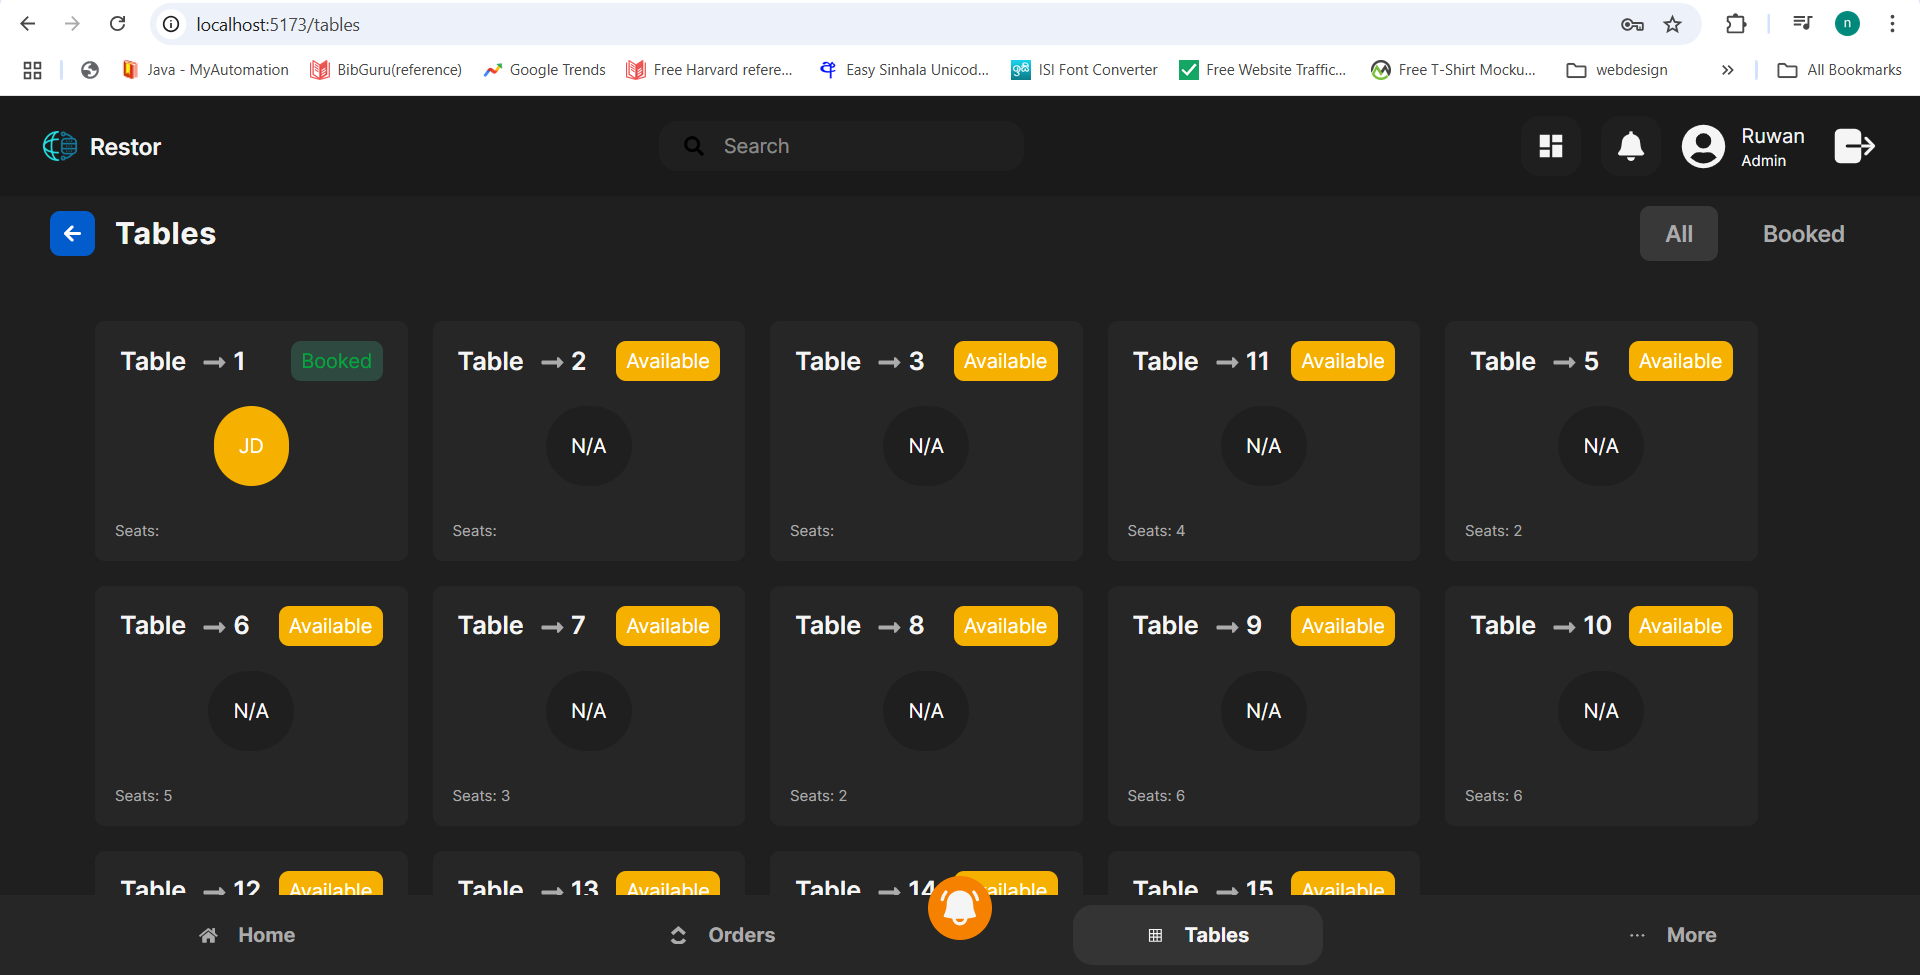 localhost:5173/tables
n
Java - MyAutomation
BibGuru(reference)
Google Trends
Free Harvard refere...
Easy Sinhala Unicod...
ISI Font Converter
Free Website Traffic...
Free T-Shirt Mocku...
webdesign
All Bookmarks
Restor
Search
Ruwan
Admin
Tables
All
Booked
Table → 1
Booked
JD
Seats:
Table → 2
Available
N/A
Seats:
Table → 3
Available
N/A
Seats:
Table → 11
Available
N/A
Seats: 4
Table → 5
Available
N/A
Seats: 2
Table → 6
Available
N/A
Seats: 5
Table → 7
Available
N/A
Seats: 3
Table → 8
Available
N/A
Seats: 2
Table → 9
Available
N/A
Seats: 6
Table → 10
Available
N/A
Seats: 6
Table → 12
Available
Table → 13
Available
Table → 14
Available
Table → 15
Available
Home
Orders
Tables
More